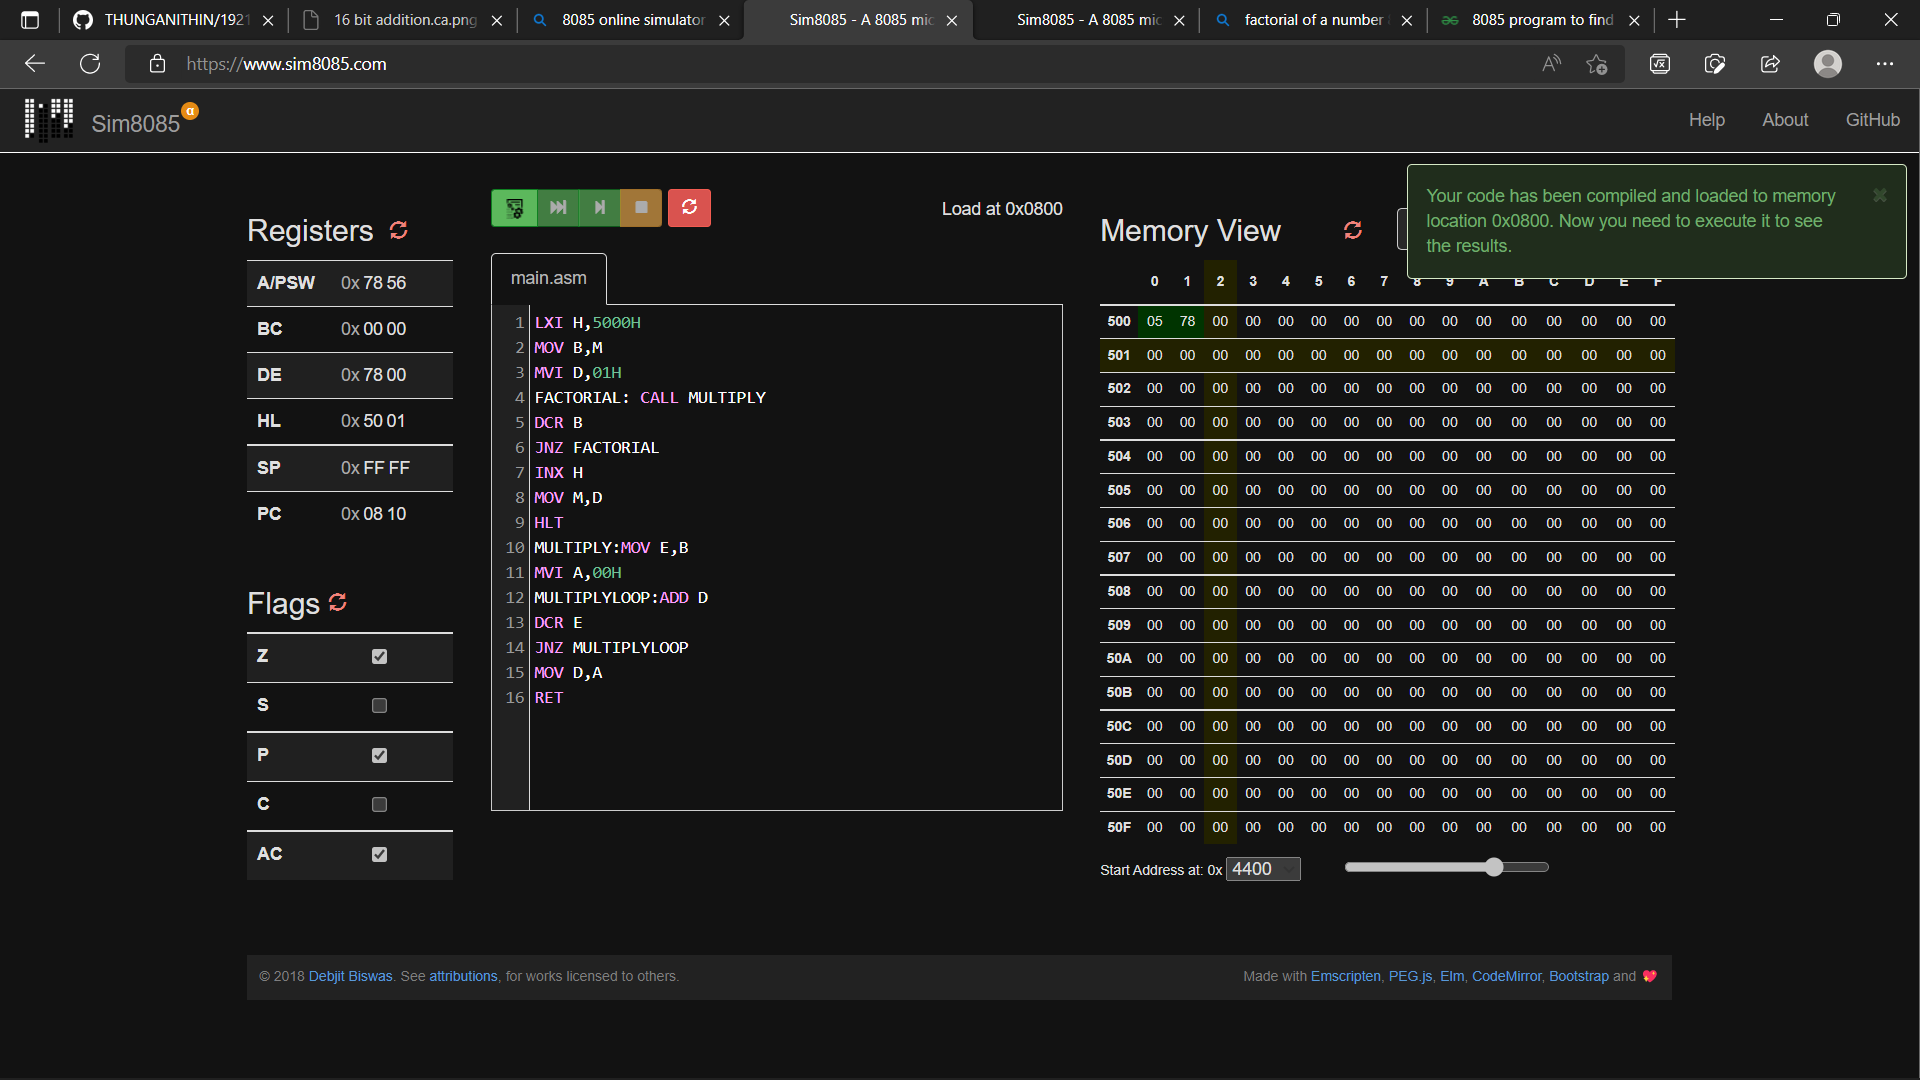 THUNGANITHIN/1921
16 bit addition.ca.png
8085 online simulator
Sim8085 - A 8085 mic
Sim8085 - A 8085 mic
factorial of a number
8085 program to find
https://www.sim8085.com
Sim8085 α
Help About GitHub
Your code has been compiled and loaded to memory
location 0x0800. Now you need to execute it to see
the results.
Load at 0x0800
Registers
A/PSW 0x 78 56
BC 0x 00 00
DE 0x 78 00
HL 0x 50 01
SP 0x FF FF
PC 0x 08 10
Flags
Z
S
P
C
AC
main.asm
1 LXI H,5000H
2 MOV B,M
3 MVI D,01H
4 FACTORIAL: CALL MULTIPLY
5 DCR B
6 JNZ FACTORIAL
7 INX H
8 MOV M,D
9 HLT
10 MULTIPLY:MOV E,B
11 MVI A,00H
12 MULTIPLYLOOP:ADD D
13 DCR E
14 JNZ MULTIPLYLOOP
15 MOV D,A
16 RET
Memory View
0 1 2 3 4 5 6 7 8 9 A B C D E F
500 05 78 00 00 00 00 00 00 00 00 00 00 00 00 00 00
501 00 00 00 00 00 00 00 00 00 00 00 00 00 00 00 00
502 00 00 00 00 00 00 00 00 00 00 00 00 00 00 00 00
503 00 00 00 00 00 00 00 00 00 00 00 00 00 00 00 00
504 00 00 00 00 00 00 00 00 00 00 00 00 00 00 00 00
505 00 00 00 00 00 00 00 00 00 00 00 00 00 00 00 00
506 00 00 00 00 00 00 00 00 00 00 00 00 00 00 00 00
507 00 00 00 00 00 00 00 00 00 00 00 00 00 00 00 00
508 00 00 00 00 00 00 00 00 00 00 00 00 00 00 00 00
509 00 00 00 00 00 00 00 00 00 00 00 00 00 00 00 00
50A 00 00 00 00 00 00 00 00 00 00 00 00 00 00 00 00
50B 00 00 00 00 00 00 00 00 00 00 00 00 00 00 00 00
50C 00 00 00 00 00 00 00 00 00 00 00 00 00 00 00 00
50D 00 00 00 00 00 00 00 00 00 00 00 00 00 00 00 00
50E 00 00 00 00 00 00 00 00 00 00 00 00 00 00 00 00
50F 00 00 00 00 00 00 00 00 00 00 00 00 00 00 00 00
Start Address at: 0x 4400
© 2018 Debjit Biswas. See attributions, for works licensed to others.
Made with Emscripten, PEG.js, Elm, CodeMirror, Bootstrap and 💖